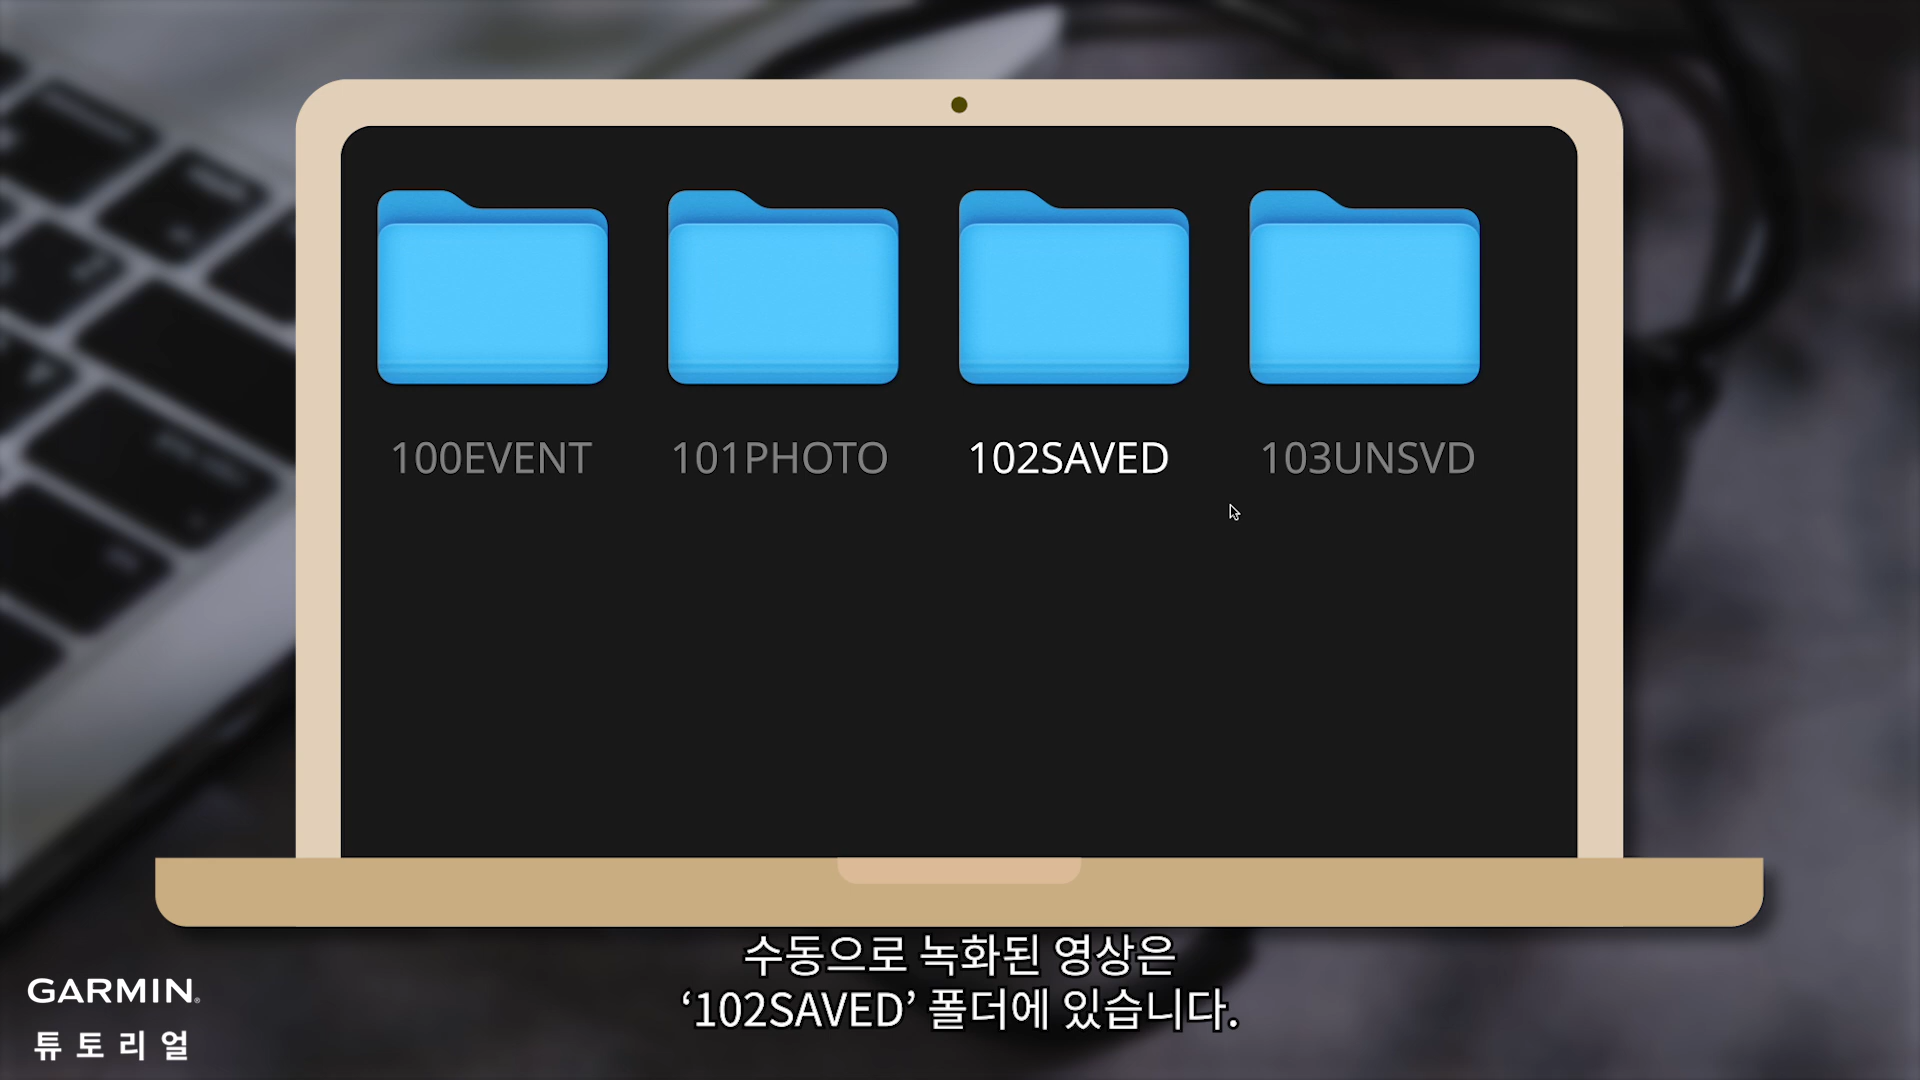 100EVENT
101PHOTO
102SAVED
103UNSVD
수동으로 녹화된 영상은
‘102SAVED’ 폴더에 있습니다.
GARMIN®
튜토리얼